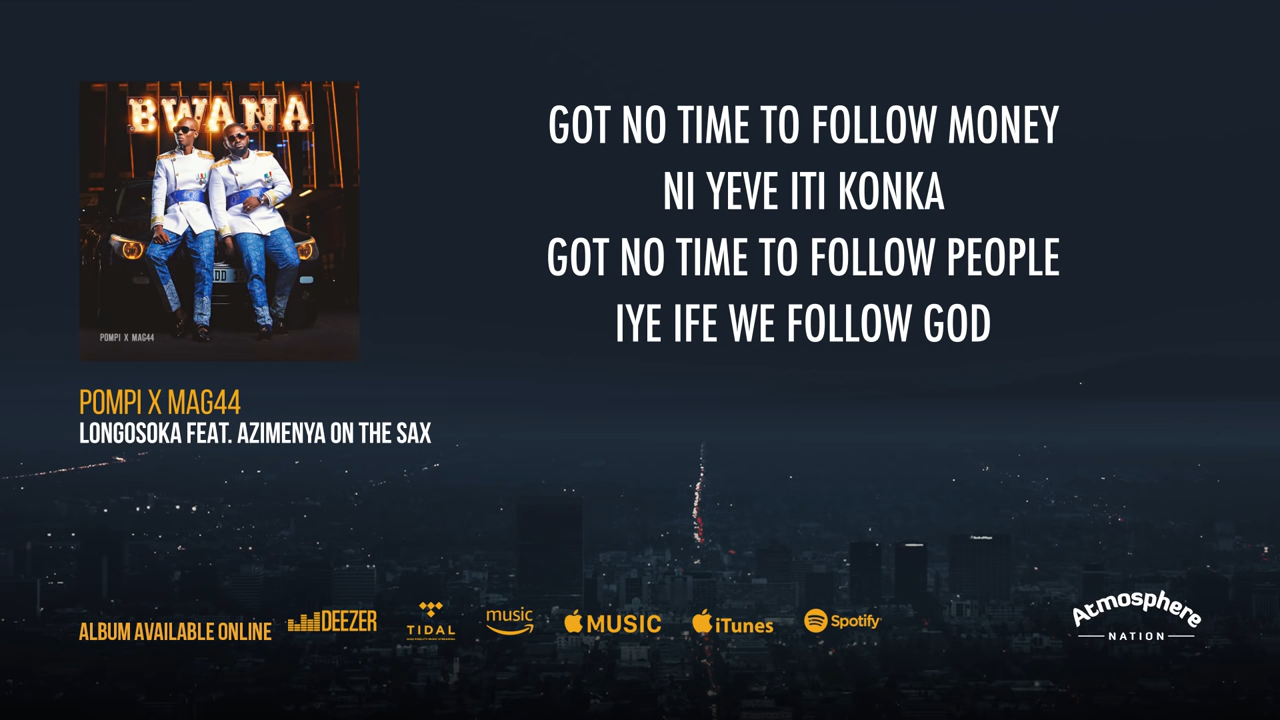 BWANA
POMPI X MAG44
POMPI X MAG44
LONGOSOKA FEAT. AZIMENYA ON THE SAX
GOT NO TIME TO FOLLOW MONEY
NI YEVE ITI KONKA
GOT NO TIME TO FOLLOW PEOPLE
IYE IFE WE FOLLOW GOD
ALBUM AVAILABLE ONLINE
DEEZER
TIDAL
music
MUSIC
iTunes
Spotify
Atmosphere
NATION